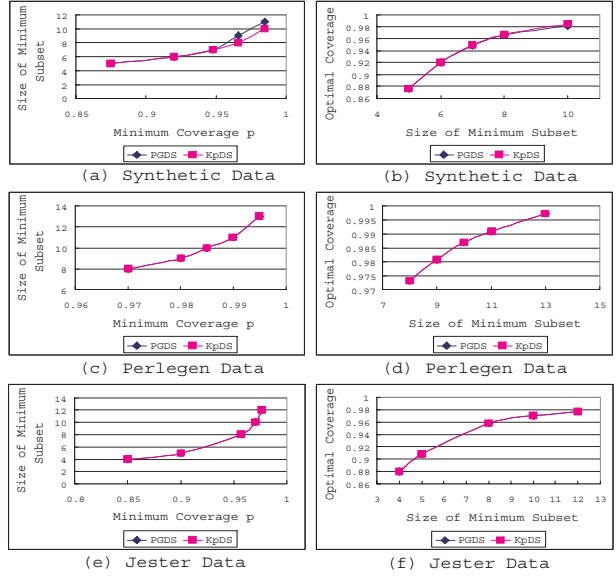 Size of Minimum
Subset
12
10
8
6
4
2
0
0.85
0.9
0.95
1
Minimum Coverage p
PGDS
KpDS
(a) Synthetic Data
Optimal Coverage
1
0.98
0.96
0.94
0.92
0.9
0.88
0.86
4
6
8
10
Size of Minimum Subset
PGDS
KpDS
(b) Synthetic Data
Size of Minimum
Subset
14
12
10
8
6
0.96
0.97
0.98
0.99
1
Minimum Coverage p
PGDS
KpDS
(c) Perlegen Data
Optimal Coverage
1
0.995
0.99
0.985
0.98
0.975
0.97
7
9
11
13
15
Size of Minimum Subset
PGDS
KpDS
(d) Perlegen Data
Size of Minimum
Subset
14
12
10
8
6
4
2
0
0.8
0.85
0.9
0.95
1
Minimum Coverage p
PGDS
KpDS
(e) Jester Data
Optimal Coverage
1
0.98
0.96
0.94
0.92
0.9
0.88
0.86
3
4
5
6
7
8
9
10
11
12
13
Size of Minimum Subset
PGDS
KpDS
(f) Jester Data